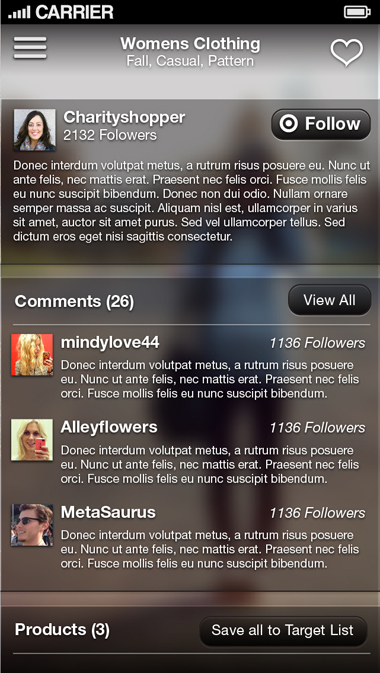 CARRIER
Womens Clothing
Fall, Casual, Pattern
Charityshopper
2132 Folowers
Follow
Donec interdum volutpat metus, a rutrum risus posuere eu. Nunc ut
ante felis, nec mattis erat. Praesent nec felis orci. Fusce mollis felis
eu nunc suscipit bibendum. Donec non dui odio. Nullam ornare
semper massa ac suscipit. Aliquam nisl est, ullamcorper in varius
sit amet, auctor sit amet purus. Sed vel ullamcorper tellus. Sed
dictum eros eget nisi sagittis consectetur.
Comments (26)
View All
mindylove44
1136 Followers
Donec interdum volutpat metus, a rutrum risus posuere
eu. Nunc ut ante felis, nec mattis erat. Praesent nec felis
orci. Fusce mollis felis eu nunc suscipit bibendum.
Alleyflowers
1136 Followers
Donec interdum volutpat metus, a rutrum risus posuere
eu. Nunc ut ante felis, nec mattis erat. Praesent nec felis
orci. Fusce mollis felis eu nunc suscipit bibendum.
MetaSaurus
1136 Followers
Donec interdum volutpat metus, a rutrum risus posuere
eu. Nunc ut ante felis, nec mattis erat. Praesent nec felis
orci. Fusce mollis felis eu nunc suscipit bibendum.
Products (3)
Save all to Target List